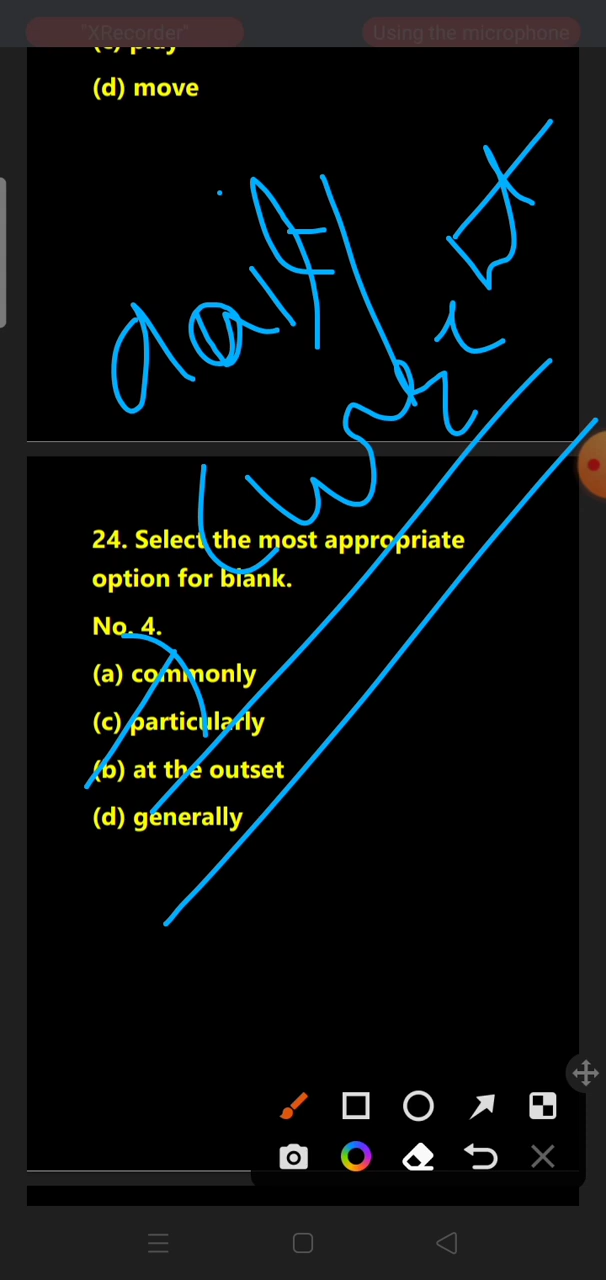 "XRecorder"
Using the microphone
(c) play
(d) move
24. Select the most appropriate
option for blank.
No. 4.
(a) commonly
(c) particularly
(b) at the outset
(d) generally